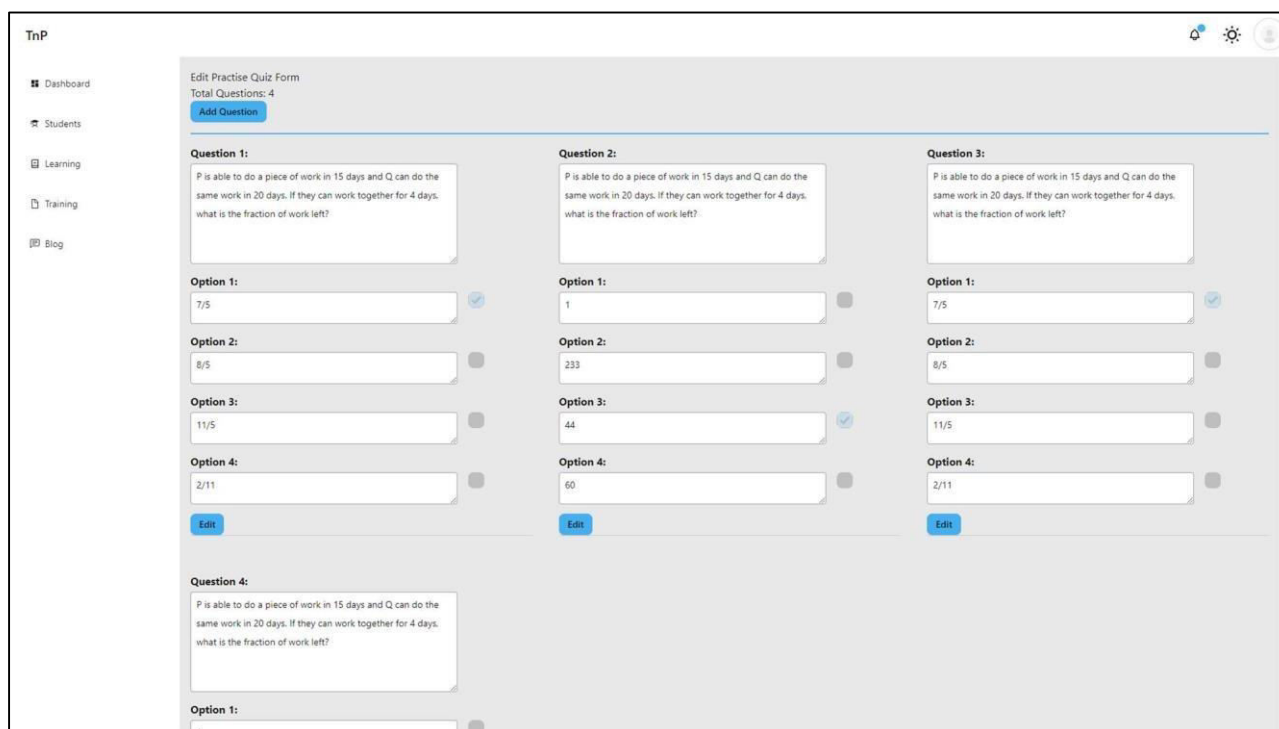 TnP
Dashboard
Students
Learning
Training
Blog
Edit Practise Quiz Form
Total Questions: 4
Add Question
Question 1:
P is able to do a piece of work in 15 days and Q can do the
same work in 20 days. If they can work together for 4 days.
what is the fraction of work left?
Option 1:
7/5
Option 2:
8/5
Option 3:
11/5
Option 4:
2/11
Edit
Question 2:
P is able to do a piece of work in 15 days and Q can do the
same work in 20 days. If they can work together for 4 days.
what is the fraction of work left?
Option 1:
1
Option 2:
233
Option 3:
44
Option 4:
60
Edit
Question 3:
P is able to do a piece of work in 15 days and Q can do the
same work in 20 days. If they can work together for 4 days.
what is the fraction of work left?
Option 1:
7/5
Option 2:
8/5
Option 3:
11/5
Option 4:
2/11
Edit
Question 4:
P is able to do a piece of work in 15 days and Q can do the
same work in 20 days. If they can work together for 4 days.
what is the fraction of work left?
Option 1: